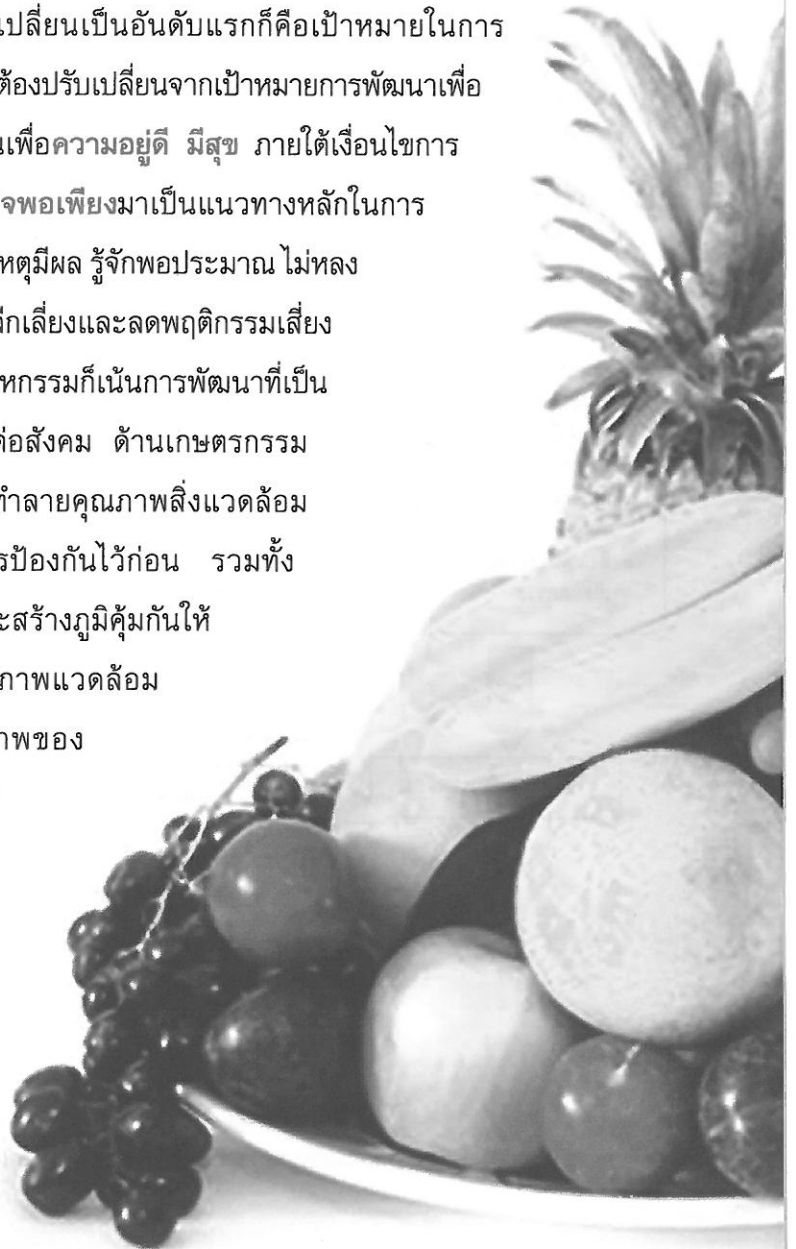 เปลี่ยนเป็นอันดับแรกก็คือเป้าหมายในการ
ต้องปรับเปลี่ยนจากเป้าหมายการพัฒนาเพื่อ
เพื่อความอยู่ดี มีสุข ภายใต้เงื่อนไขการ
จพอเพียงมาเป็นแนวทางหลักในการ
หตุมีผล รู้จักพอประมาณ ไม่หลง
ลีกเลี่ยงและลดพฤติกรรมเสี่ยง
หกรรมก็เน้นการพัฒนาที่เป็น
ต่อสังคม ด้านเกษตรกรรม
ทำลายคุณภาพสิ่งแวดล้อม
รป้องกันไว้ก่อน รวมทั้ง
ะสร้างภูมิคุ้มกันให้
ภาพแวดล้อม
าพของ